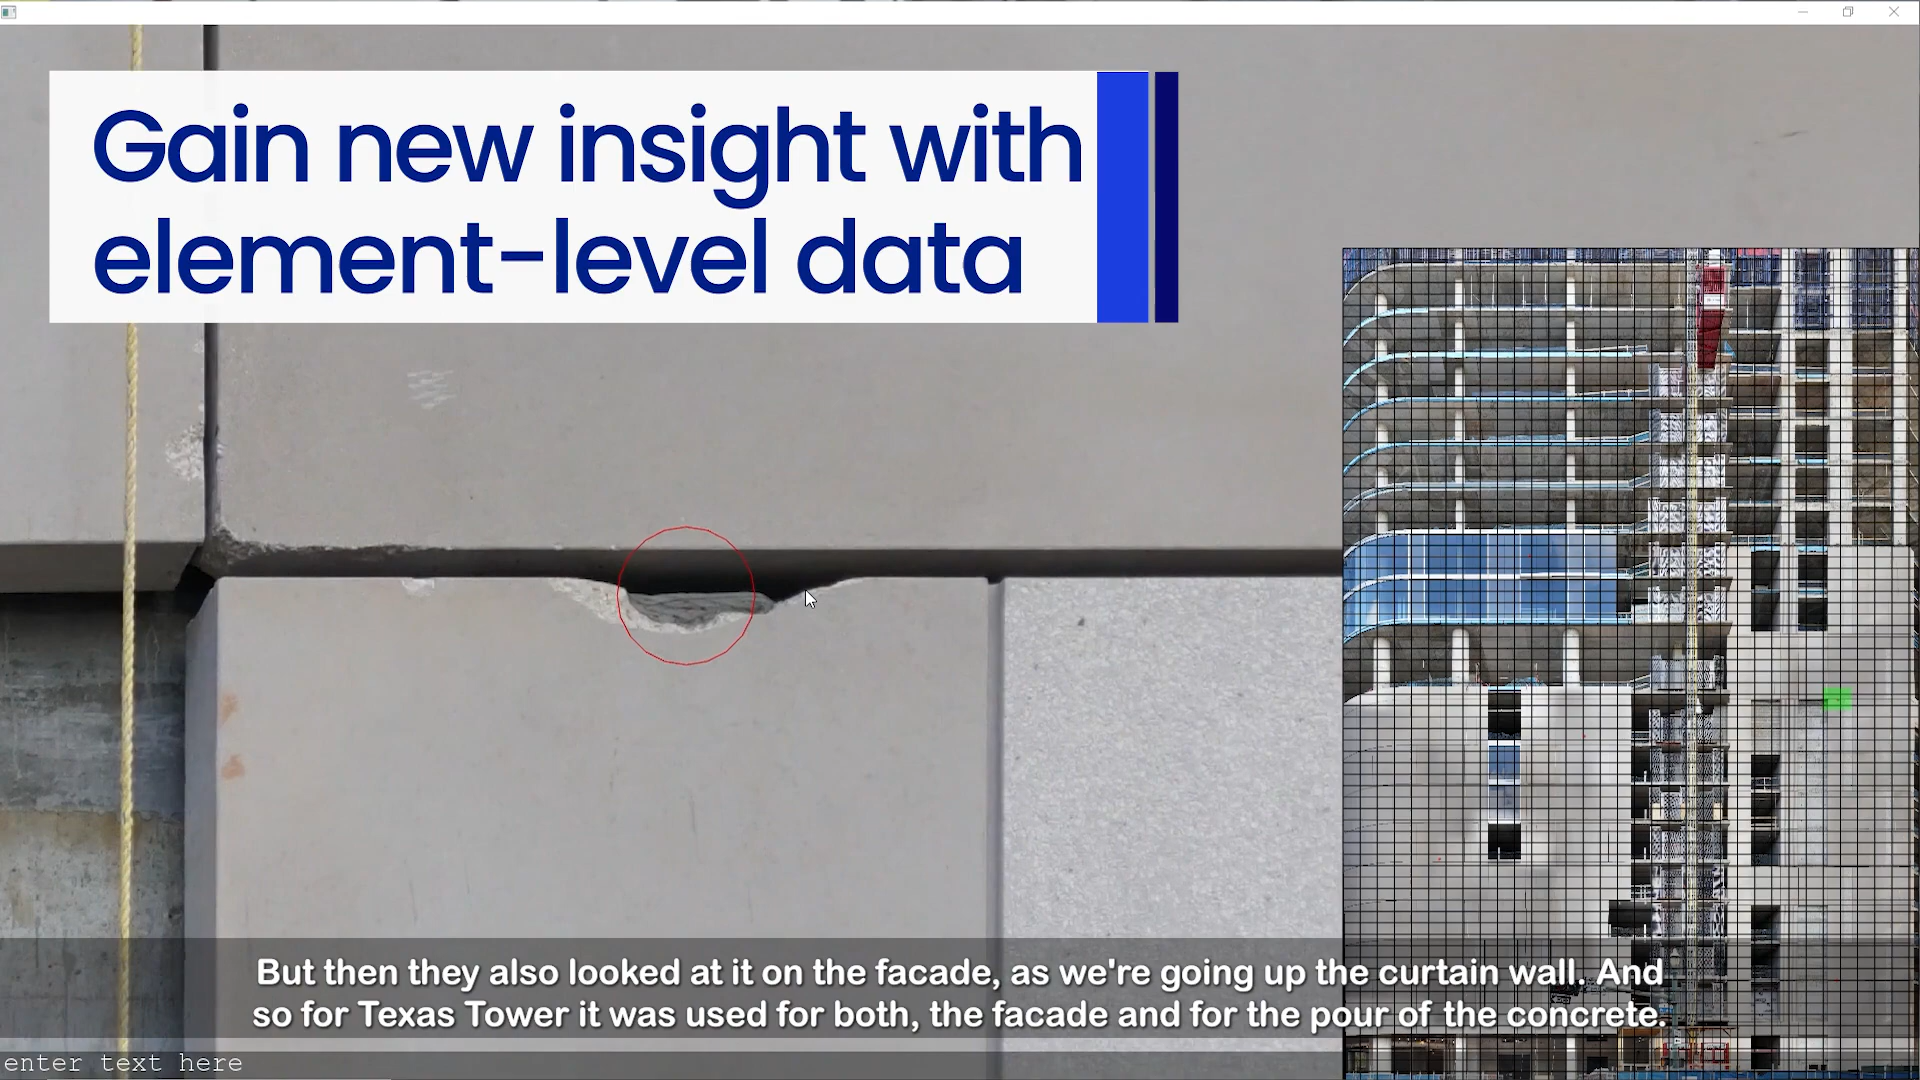 Gain new insight with
element-level data
But then they also looked at it on the facade, as we're going up the curtain wall. And
so for Texas Tower it was used for both, the facade and for the pour of the concrete.
enter text here